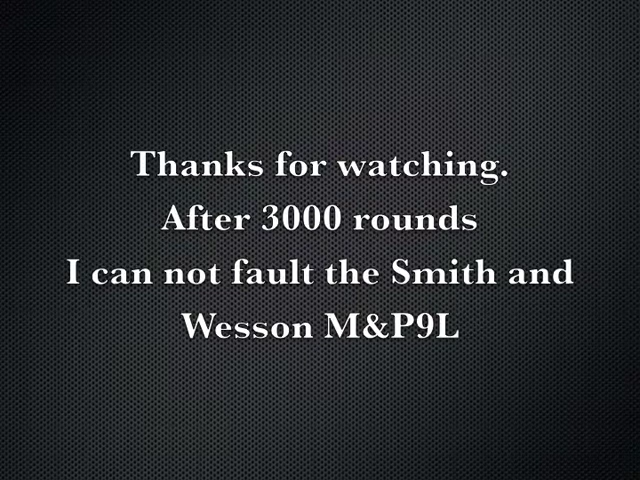 Thanks for watching.
After 3000 rounds
I can not fault the Smith and
Wesson M&P9L